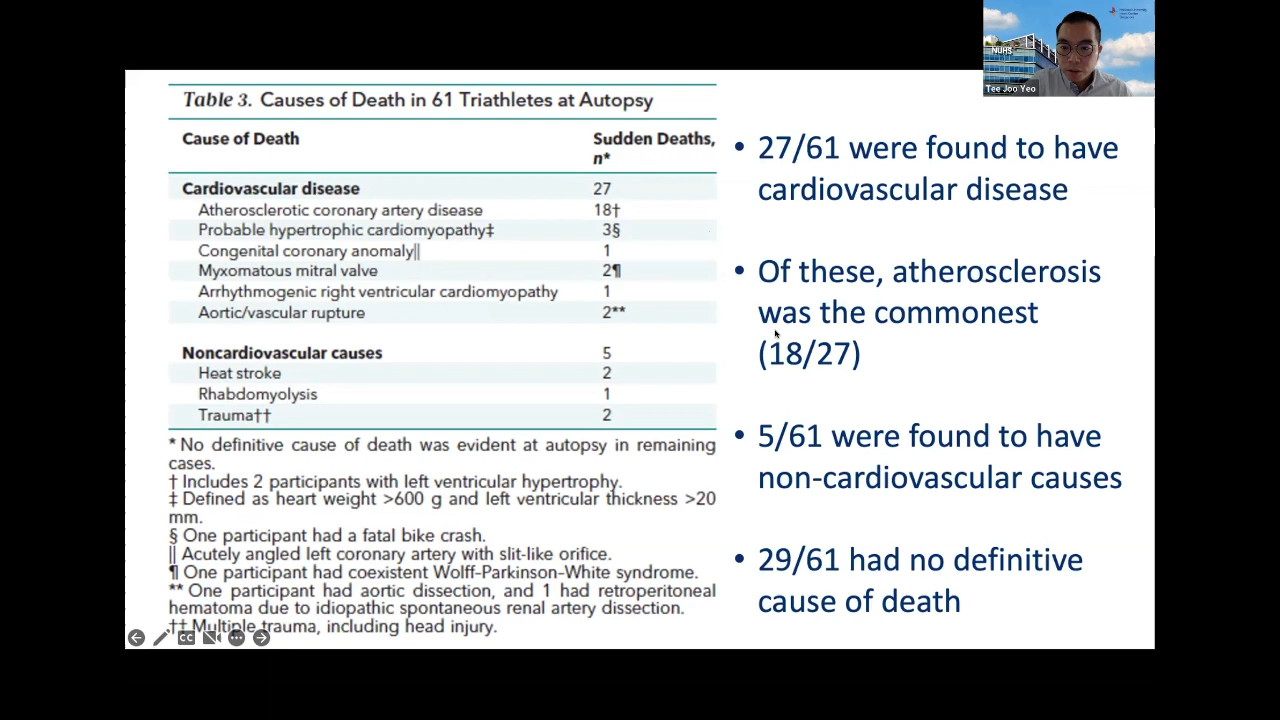 NUHS
Tee Joo Yeo
Table 3. Causes of Death in 61 Triathletes at Autopsy
Cause of Death
Sudden Deaths,
n*
Cardiovascular disease 27
Atherosclerotic coronary artery disease 18†
Probable hypertrophic cardiomyopathy‡ 3§
Congenital coronary anomaly|| 1
Myxomatous mitral valve 2¶
Arrhythmogenic right ventricular cardiomyopathy 1
Aortic/vascular rupture 2**
Noncardiovascular causes 5
Heat stroke 2
Rhabdomyolysis 1
Trauma†† 2
* No definitive cause of death was evident at autopsy in remaining
cases.
† Includes 2 participants with left ventricular hypertrophy.
‡ Defined as heart weight >600 g and left ventricular thickness >20
mm.
§ One participant had a fatal bike crash.
|| Acutely angled left coronary artery with slit-like orifice.
¶ One participant had coexistent Wolff-Parkinson–White syndrome.
** One participant had aortic dissection, and 1 had retroperitoneal
hematoma due to idiopathic spontaneous renal artery dissection.
†† Multiple trauma, including head injury.
CC
• 27/61 were found to have
cardiovascular disease
• Of these, atherosclerosis
was the commonest
(18/27)
• 5/61 were found to have
non-cardiovascular causes
• 29/61 had no definitive
cause of death